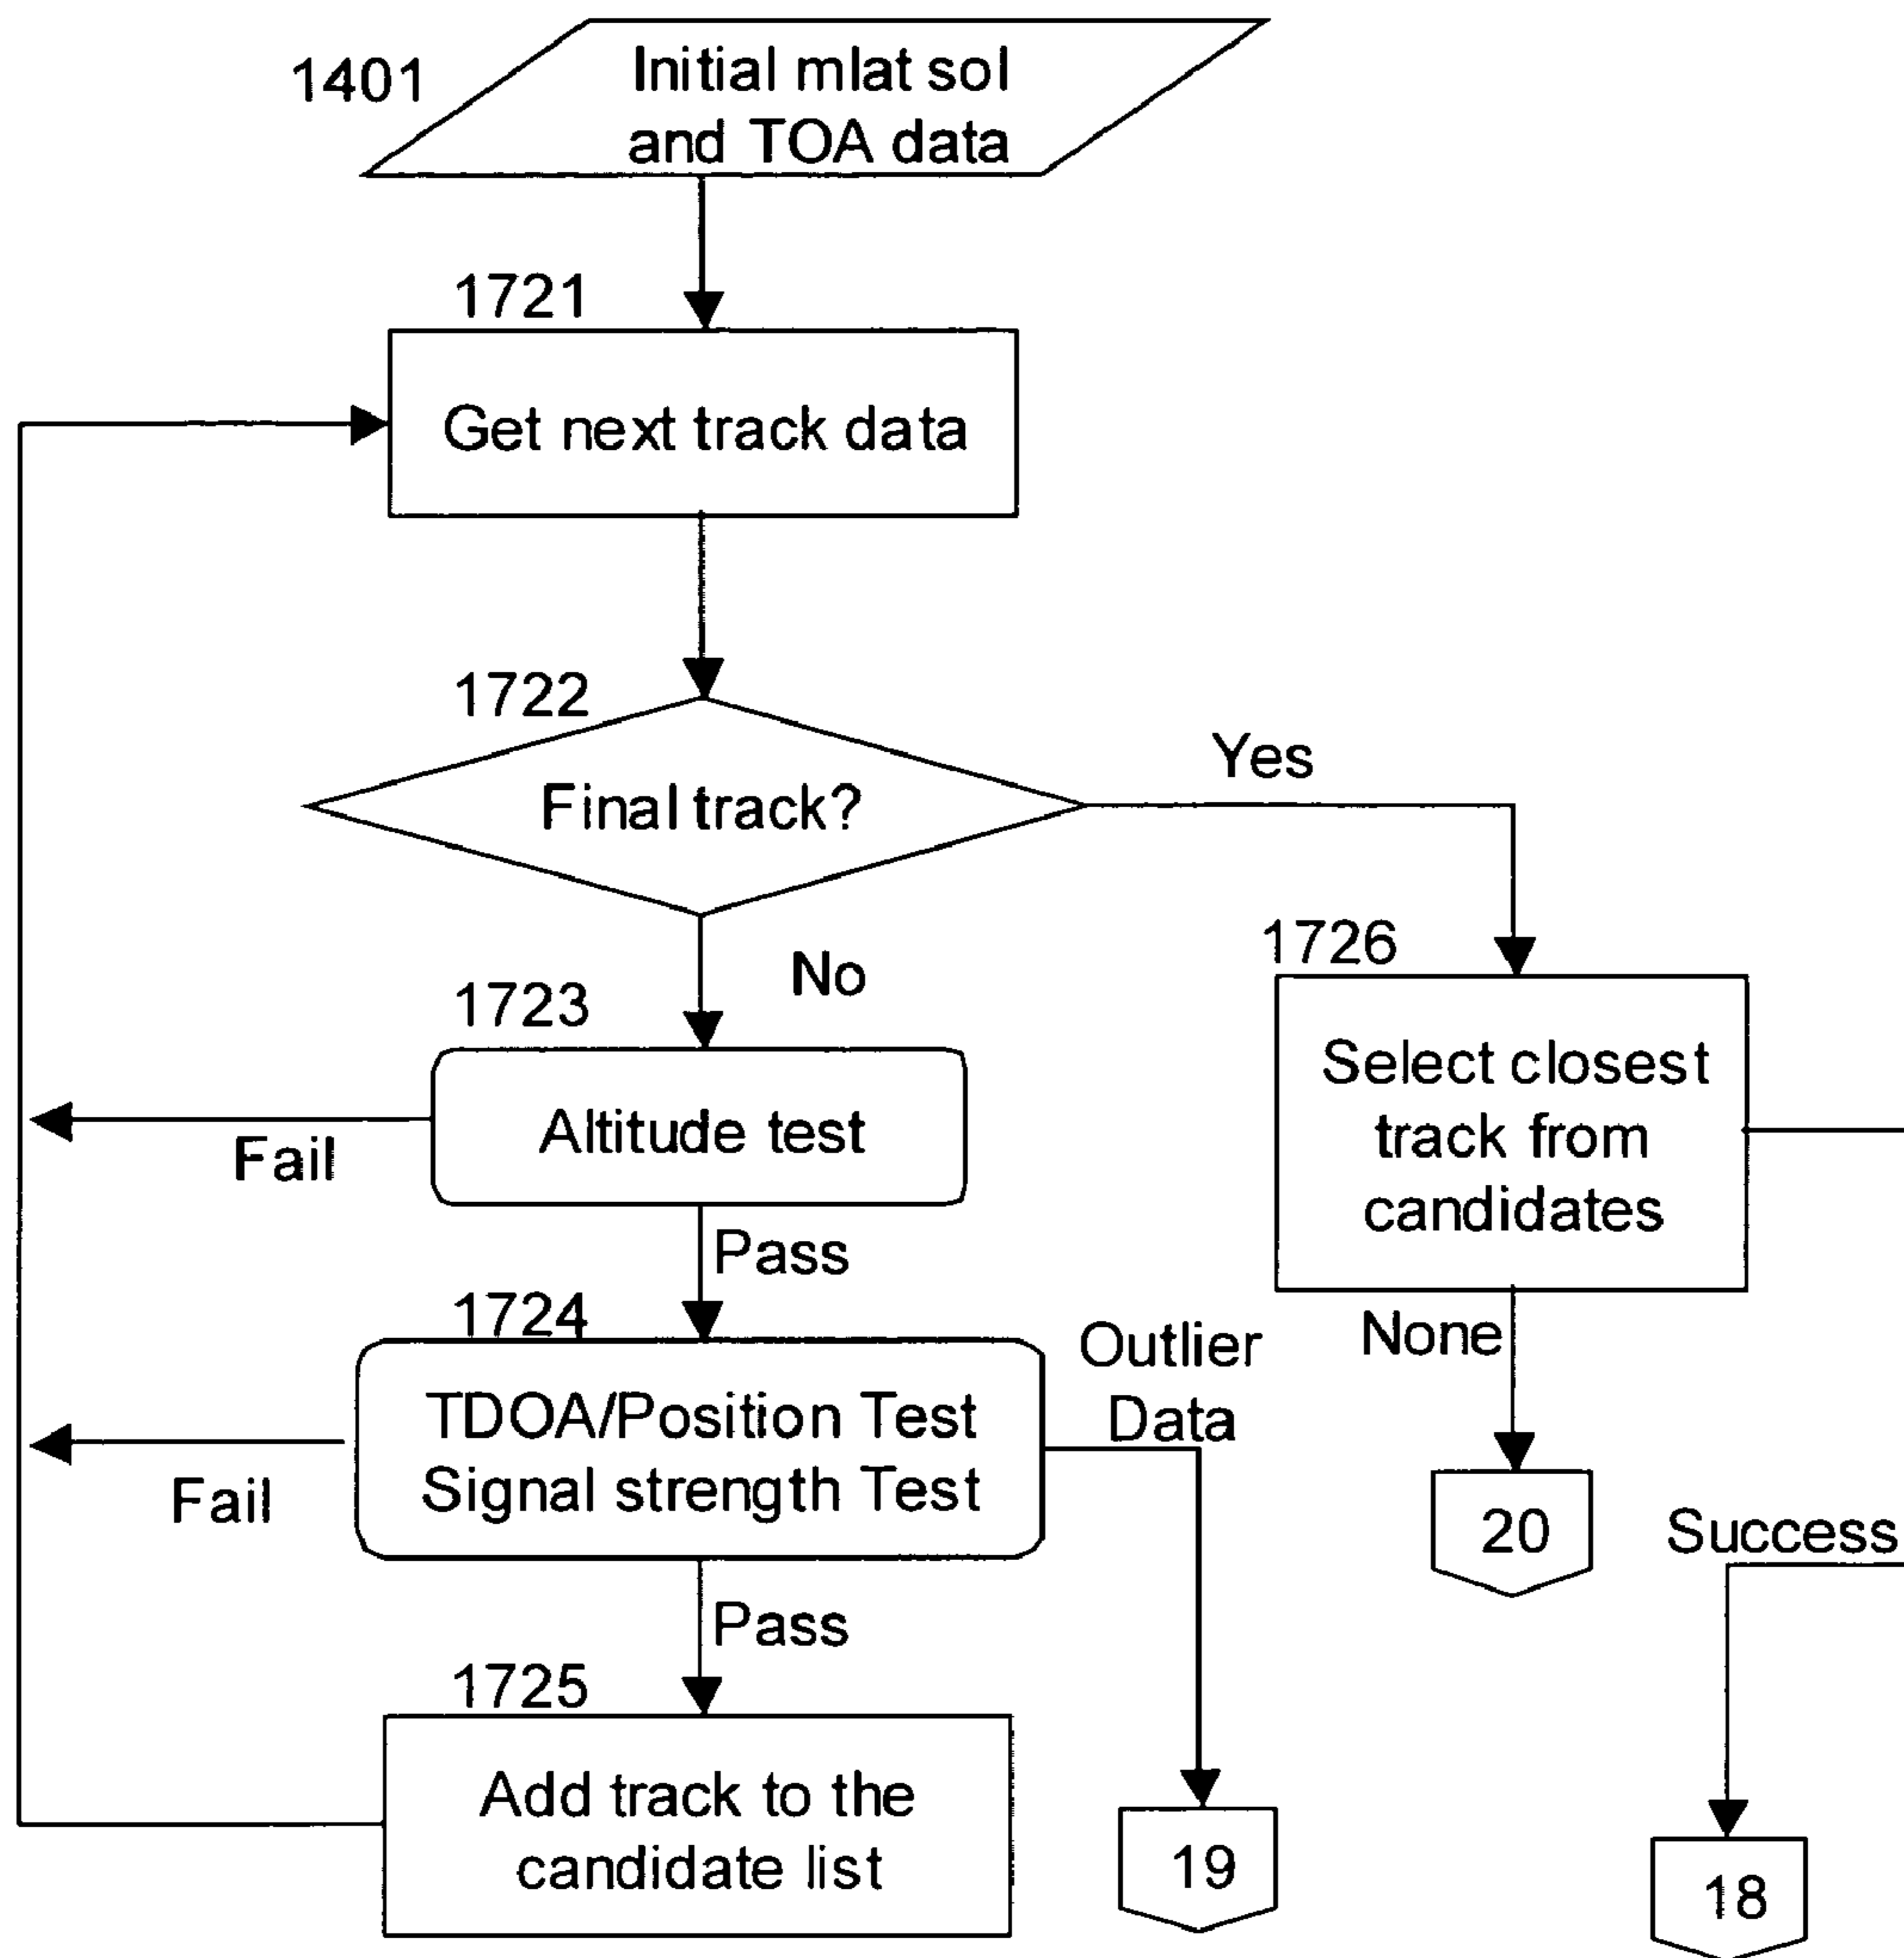 1401
Initial mlat sol
and TOA data
1721
Get next track data
1722
Final track?
Yes
No
1723
Altitude test
Fail
Pass
1726
Select closest
track from
candidates
None
20
1724
TDOA/Position Test
Signal strength Test
Outlier
Data
Fail
Pass
1725
Add track to the
candidate list
19
Success
18